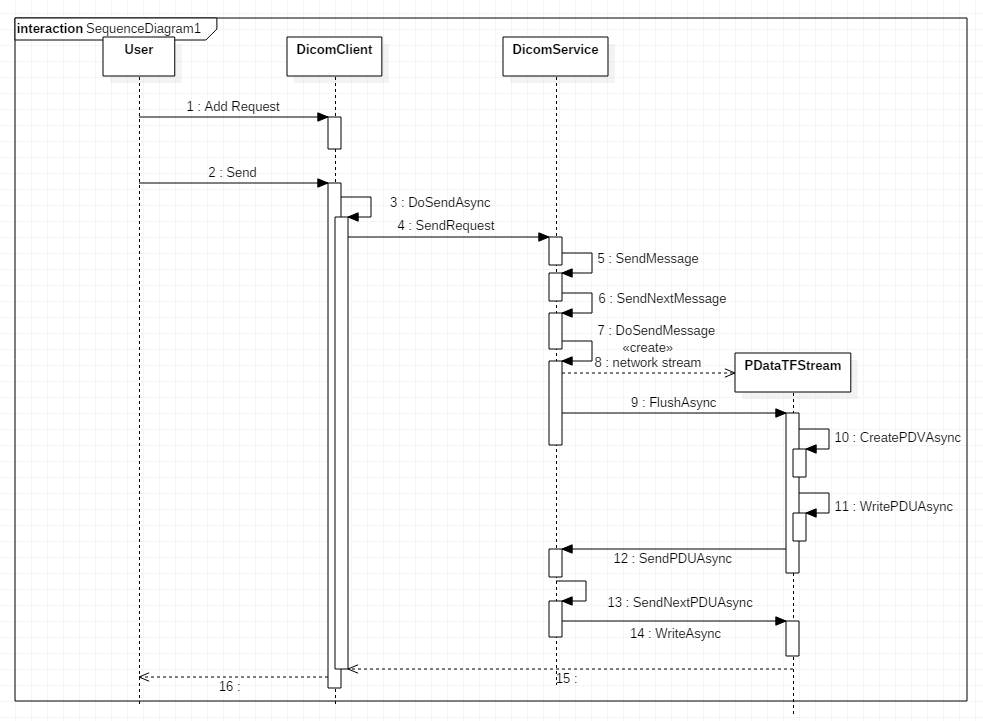 interaction SequenceDiagram1
User
DicomClient
DicomService
1 : Add Request
2 : Send
3 : DoSendAsync
4 : SendRequest
5 : SendMessage
6 : SendNextMessage
7 : DoSendMessage
«create»
8 : network stream
PDataTFStream
9 : FlushAsync
10 : CreatePDVAsync
11 : WritePDUAsync
12 : SendPDUAsync
13 : SendNextPDUAsync
14 : WriteAsync
15 :
16 :